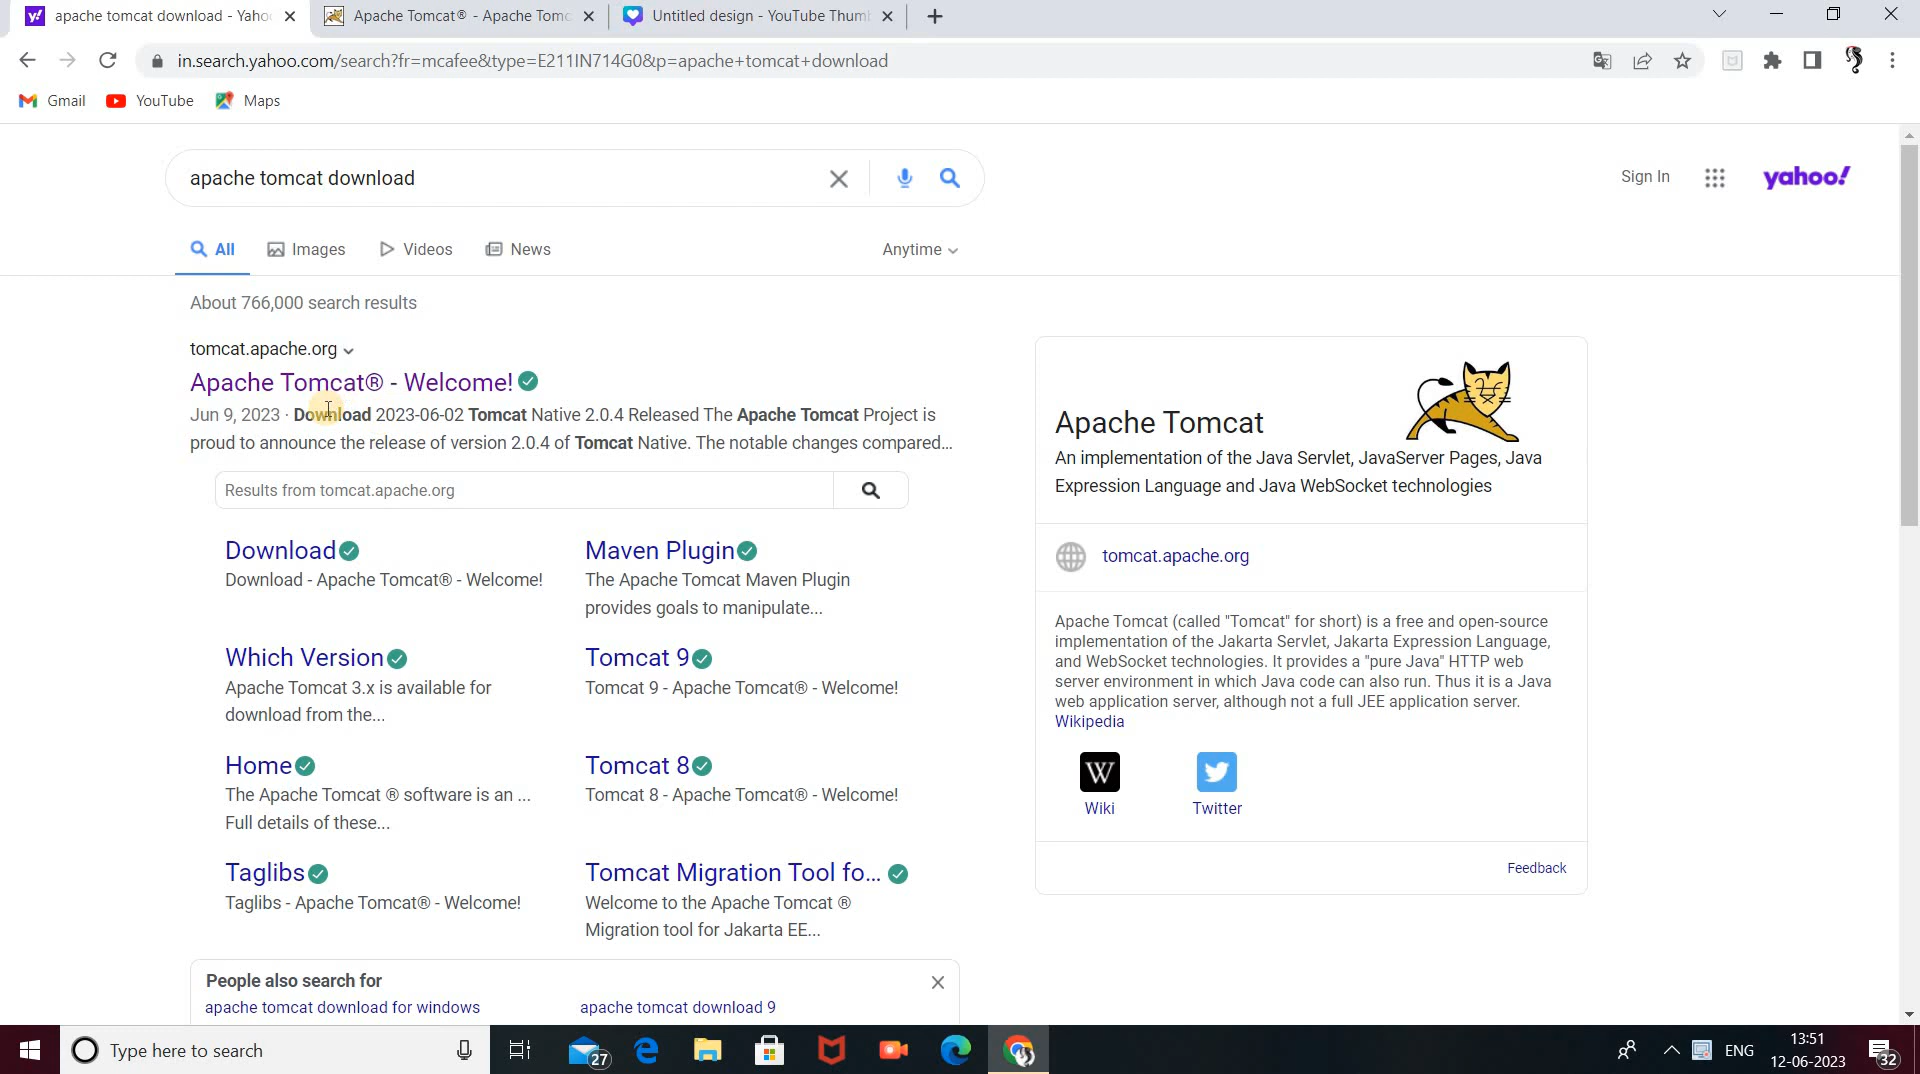 apache tomcat download - Yaho
Apache Tomcat® - Apache Tomc
Untitled design - YouTube Thum
in.search.yahoo.com/search?fr=mcafee&type=E211IN714G0&p=apache+tomcat+download
Gmail
YouTube
Maps
apache tomcat download
Sign In
yahoo!
All
Images
Videos
News
Anytime
About 766,000 search results
tomcat.apache.org
Apache Tomcat® - Welcome!
Jun 9, 2023 · Download 2023-06-02 Tomcat Native 2.0.4 Released The Apache Tomcat Project is
proud to announce the release of version 2.0.4 of Tomcat Native. The notable changes compared...
Results from tomcat.apache.org
Download
Download - Apache Tomcat® - Welcome!
Maven Plugin
The Apache Tomcat Maven Plugin
provides goals to manipulate...
Which Version
Apache Tomcat 3.x is available for
download from the...
Tomcat 9
Tomcat 9 - Apache Tomcat® - Welcome!
Home
The Apache Tomcat ® software is an ...
Full details of these...
Tomcat 8
Tomcat 8 - Apache Tomcat® - Welcome!
Taglibs
Taglibs - Apache Tomcat® - Welcome!
Tomcat Migration Tool fo...
Welcome to the Apache Tomcat ®
Migration tool for Jakarta EE...
People also search for
apache tomcat download for windows
apache tomcat download 9
Apache Tomcat
An implementation of the Java Servlet, JavaServer Pages, Java
Expression Language and Java WebSocket technologies
tomcat.apache.org
Apache Tomcat (called "Tomcat" for short) is a free and open-source
implementation of the Jakarta Servlet, Jakarta Expression Language,
and WebSocket technologies. It provides a "pure Java" HTTP web
server environment in which Java code can also run. Thus it is a Java
web application server, although not a full JEE application server.
Wikipedia
W
Wiki
Twitter
Feedback
Type here to search
27
ENG
13:51
12-06-2023
32